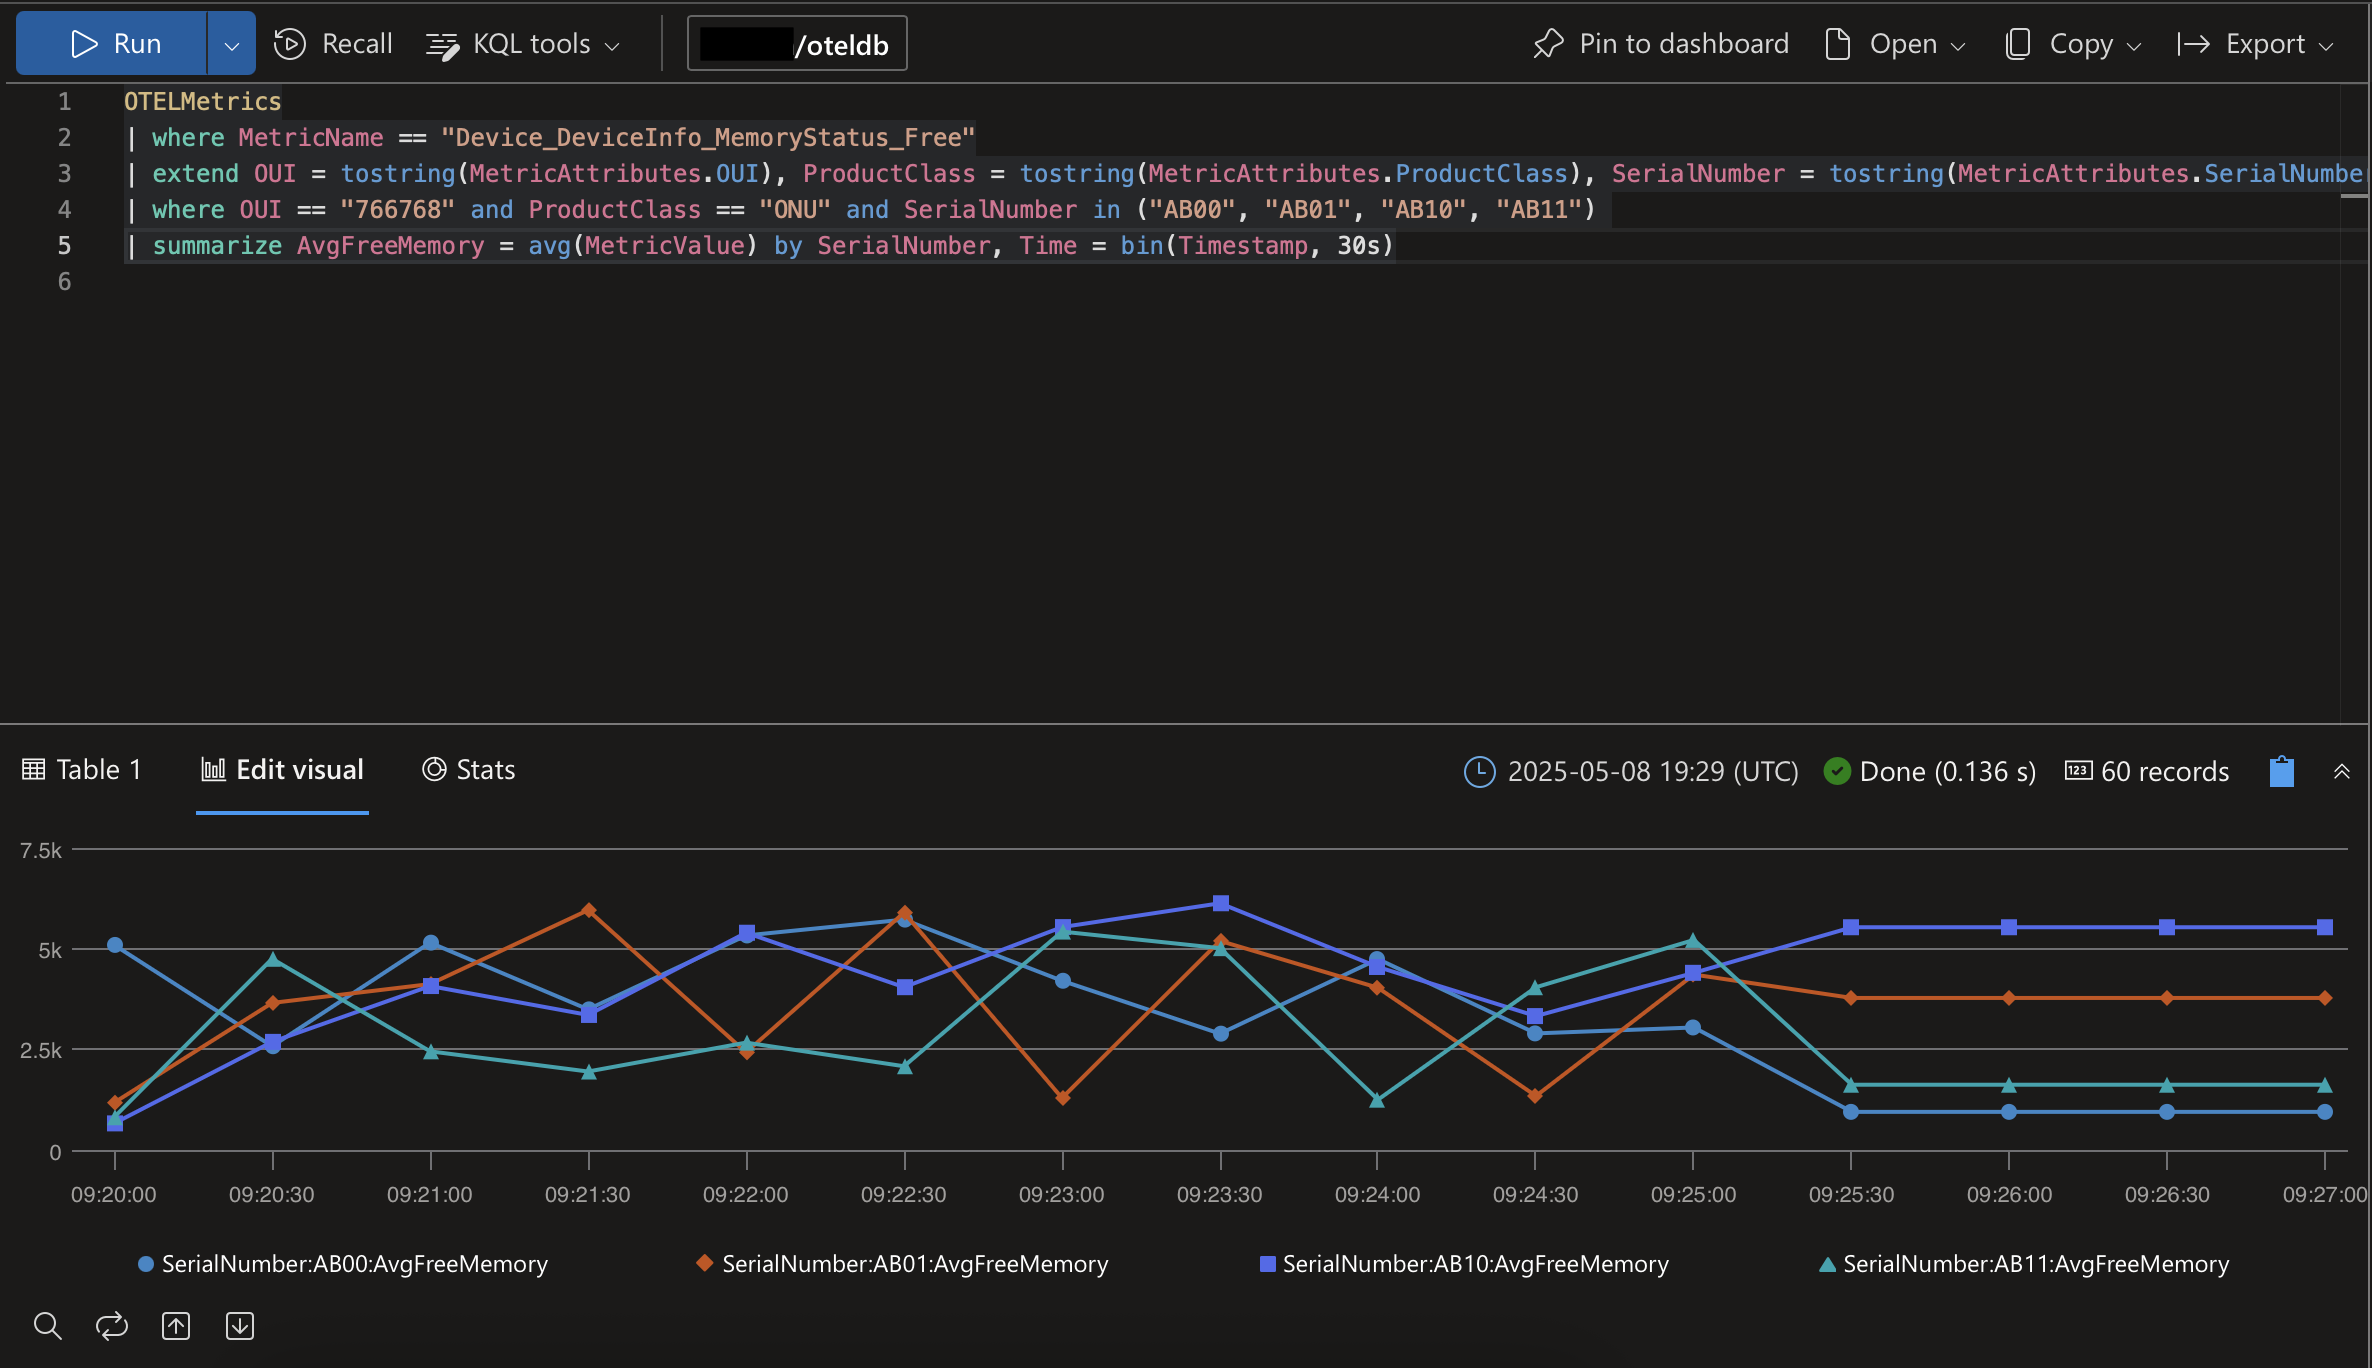 Run Recall KQL tools /oteldb Pin to dashboard Open Copy Export
1 OTELMetrics
2 | where MetricName == "Device_DeviceInfo_MemoryStatus_Free"
3 | extend OUI = tostring(MetricAttributes.OUI), ProductClass = tostring(MetricAttributes.ProductClass), SerialNumber = tostring(MetricAttributes.SerialNumbe
4 | where OUI == "766768" and ProductClass == "ONU" and SerialNumber in ("AB00", "AB01", "AB10", "AB11")
5 | summarize AvgFreeMemory = avg(MetricValue) by SerialNumber, Time = bin(Timestamp, 30s)
6
Table 1 Edit visual Stats 2025-05-08 19:29 (UTC) Done (0.136 s) 123 60 records
7.5k
5k
2.5k
0
09:20:00 09:20:30 09:21:00 09:21:30 09:22:00 09:22:30 09:23:00 09:23:30 09:24:00 09:24:30 09:25:00 09:25:30 09:26:00 09:26:30 09:27:00
SerialNumber:AB00:AvgFreeMemory SerialNumber:AB01:AvgFreeMemory SerialNumber:AB10:AvgFreeMemory SerialNumber:AB11:AvgFreeMemory